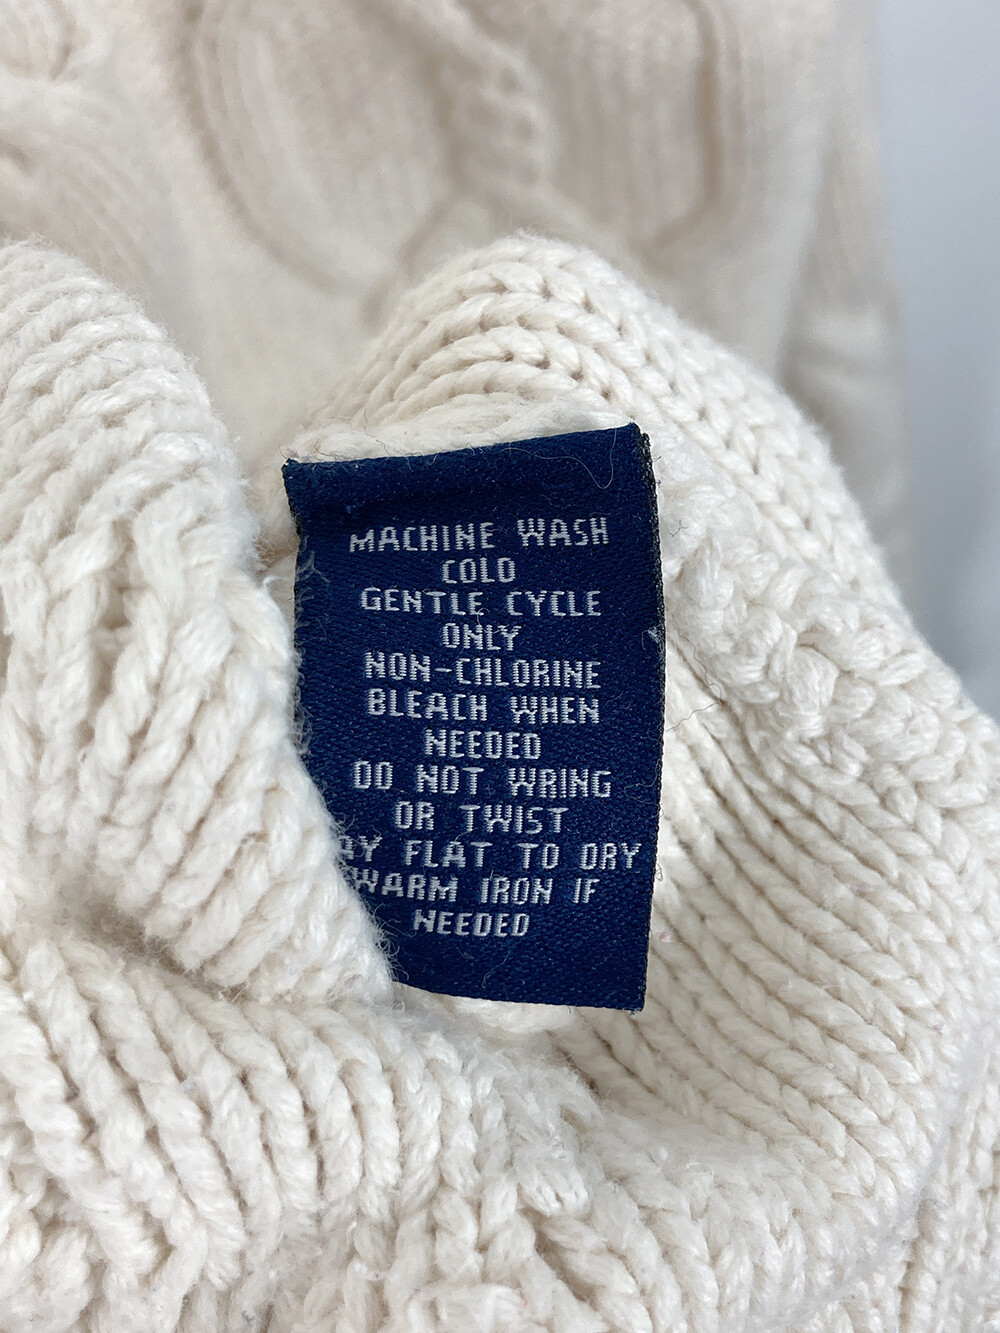 MACHINE WASH
COLD
GENTLE CYCLE
ONLY
NON-CHLORINE
BLEACH WHEN
NEEDED
DO NOT WRING
OR TWIST
AY FLAT TO DRY
WARM IRON IF
NEEDED